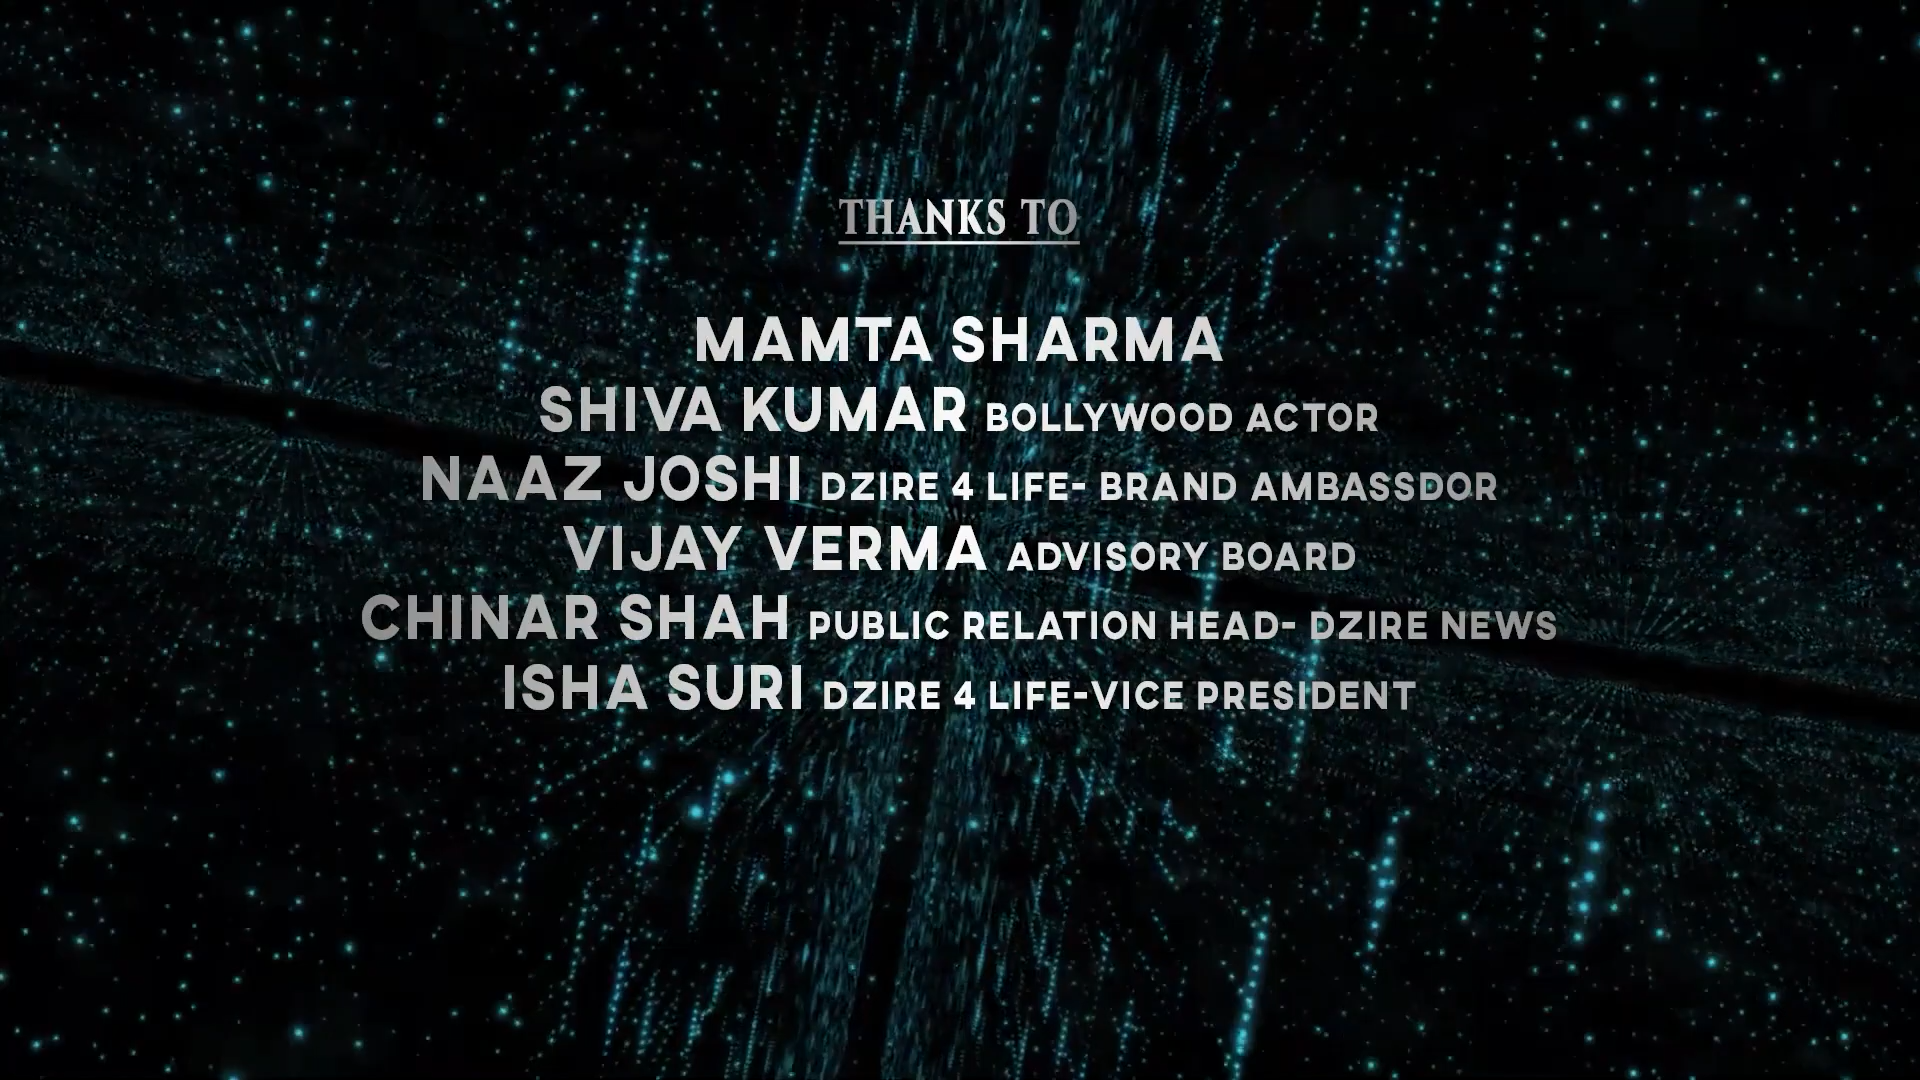 THANKS TO
MAMTA SHARMA
SHIVA KUMAR BOLLYWOOD ACTOR
NAAZ JOSHI DZIRE 4 LIFE- BRAND AMBASSDOR
VIJAY VERMA ADVISORY BOARD
CHINAR SHAH PUBLIC RELATION HEAD- DZIRE NEWS
ISHA SURI DZIRE 4 LIFE-VICE PRESIDENT